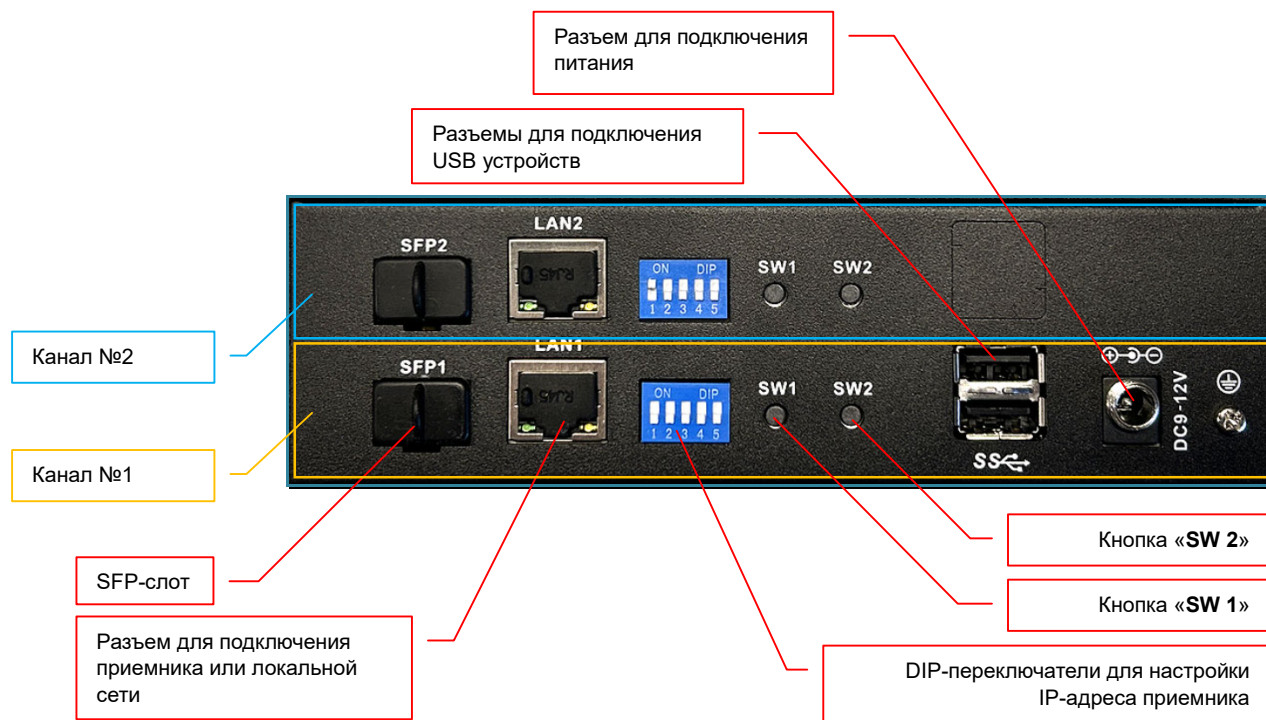 Разъем для подключения
питания
Разъемы для подключения
USB устройств
LAN2
SFP2
RJ45
ON DIP
1 2 3 4 5
SW1
SW2
Канал №2
LAN1
SFP1
RJ45
ON DIP
1 2 3 4 5
SW1
SW2
SS
DC9-12V
Канал №1
Кнопка «SW 2»
SFP-слот
Кнопка «SW 1»
Разъем для подключения
приемника или локальной
сети
DIP-переключатели для настройки
IP-адреса приемника